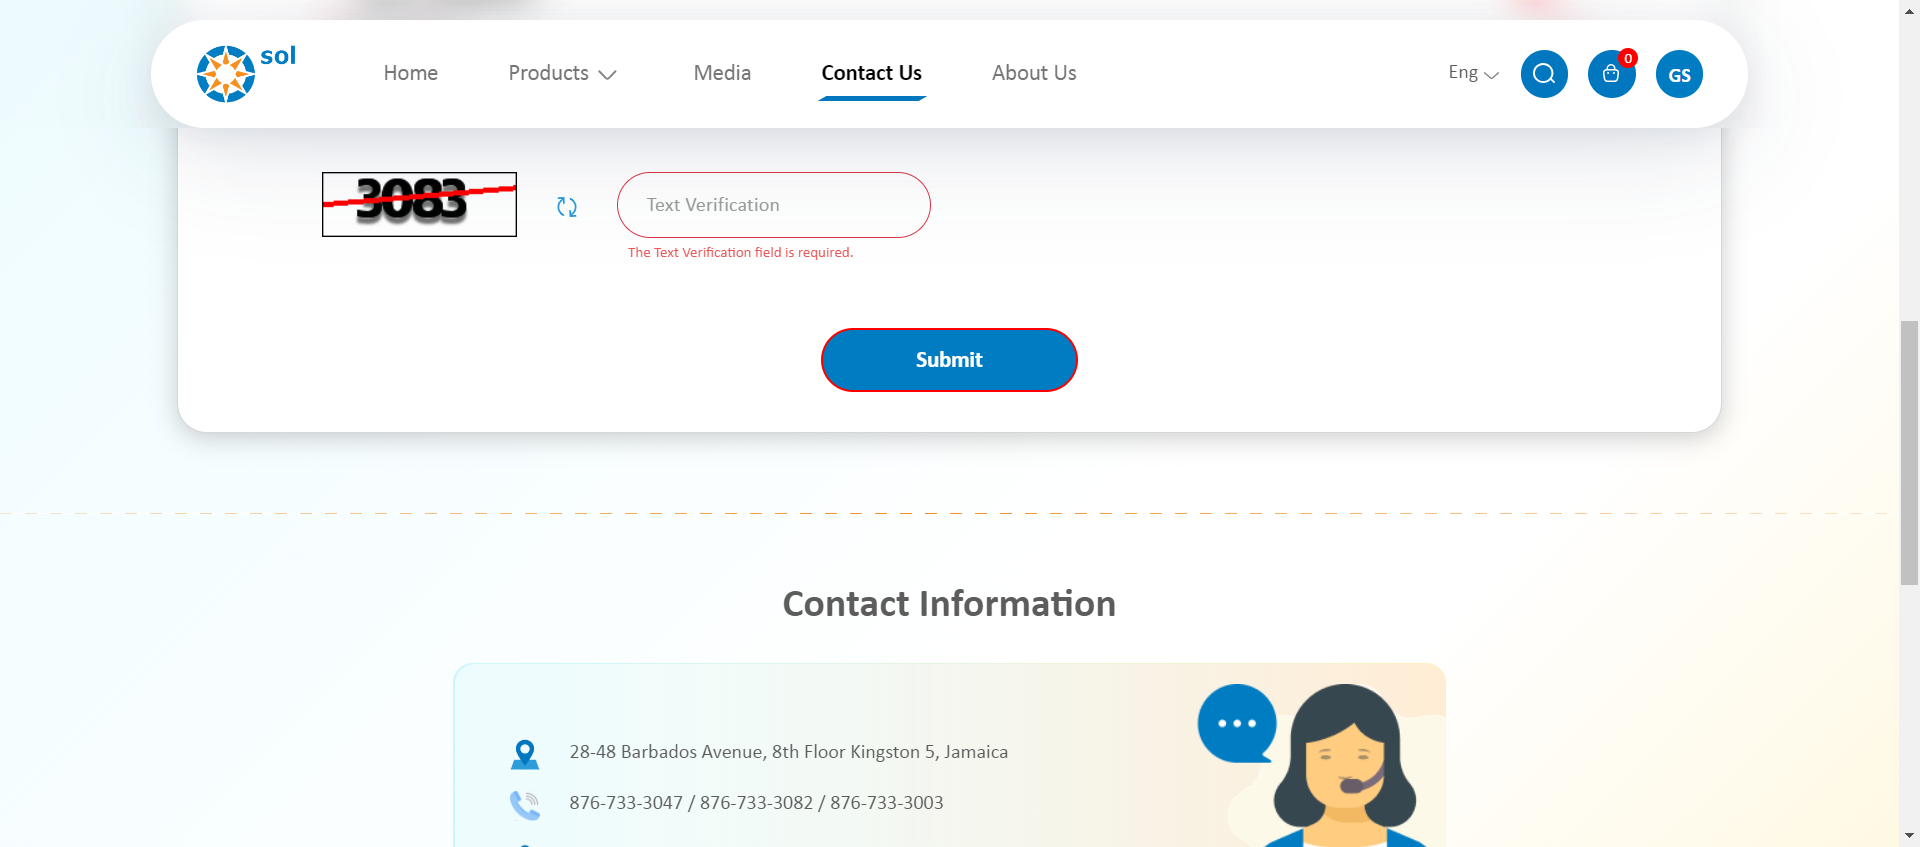 sol
Home
Products
Media
Contact Us
About Us
Eng
0
GS
3083
Text Verification
The Text Verification field is required.
Submit
Contact Information
28-48 Barbados Avenue, 8th Floor Kingston 5, Jamaica
876-733-3047 / 876-733-3082 / 876-733-3003